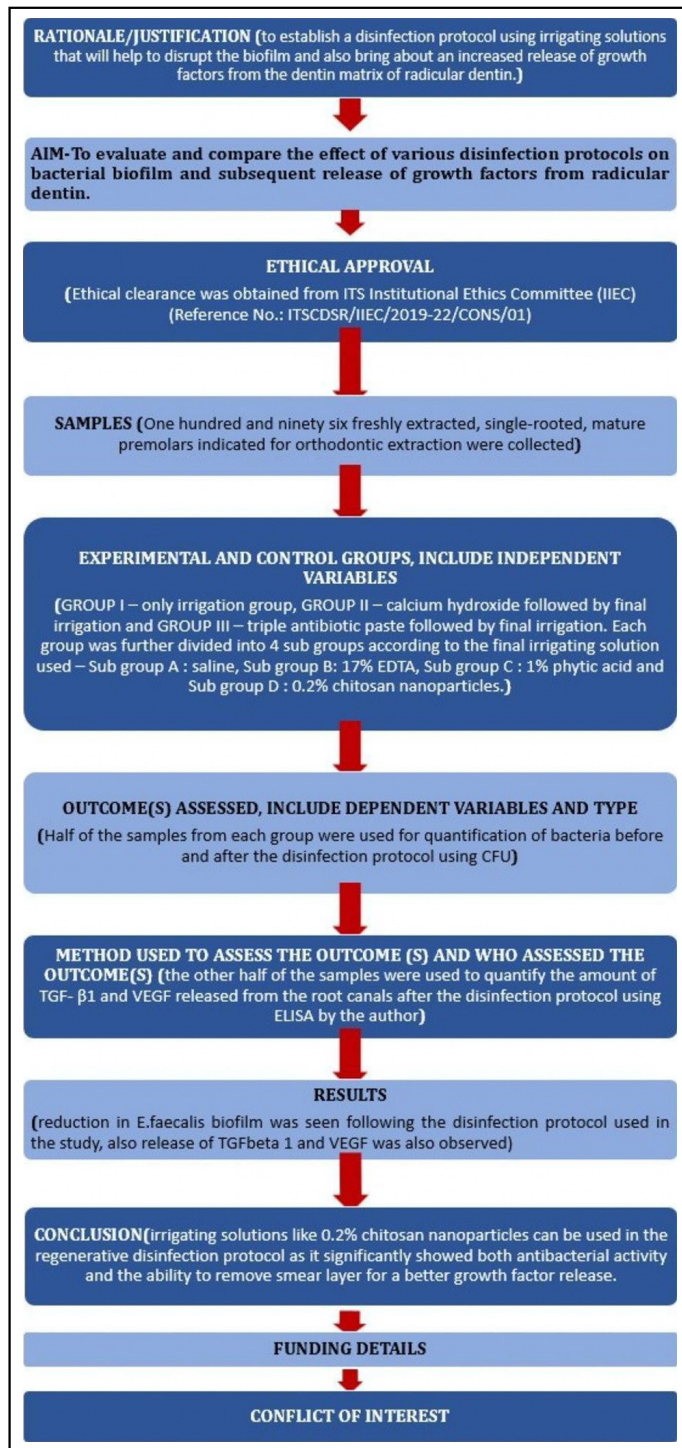 RATIONALE/JUSTIFICATION (to establish a disinfection protocol using irrigating solutions
that will help to disrupt the biofilm and also bring about an increased release of growth
factors from the dentin matrix of radicular dentin.)
AIM-To evaluate and compare the effect of various disinfection protocols on
bacterial biofilm and subsequent release of growth factors from radicular
dentin.
ETHICAL APPROVAL
(Ethical clearance was obtained from ITS Institutional Ethics Committee (IIEC)
(Reference No.: ITSCDSR/IIEC/2019-22/CONS/01)
SAMPLES (One hundred and ninety six freshly extracted, single-rooted, mature
premolars indicated for orthodontic extraction were collected)
EXPERIMENTAL AND CONTROL GROUPS, INCLUDE INDEPENDENT
VARIABLES
(GROUP I – only irrigation group, GROUP II – calcium hydroxide followed by final
irrigation and GROUP III – triple antibiotic paste followed by final irrigation. Each
group was further divided into 4 sub groups according to the final irrigating solution
used – Sub group A : saline, Sub group B: 17% EDTA, Sub group C : 1% phytic acid and
Sub group D : 0.2% chitosan nanoparticles.)
OUTCOME(S) ASSESSED, INCLUDE DEPENDENT VARIABLES AND TYPE
(Half of the samples from each group were used for quantification of bacteria before
and after the disinfection protocol using CFU)
METHOD USED TO ASSESS THE OUTCOME (S) AND WHO ASSESSED THE
OUTCOME(S) (the other half of the samples were used to quantify the amount of
TGF- β1 and VEGF released from the root canals after the disinfection protocol using
ELISA by the author)
RESULTS
(reduction in E.faecalis biofilm was seen following the disinfection protocol used in
the study, also release of TGFbeta 1 and VEGF was also observed)
CONCLUSION(irrigating solutions like 0.2% chitosan nanoparticles can be used in the
regenerative disinfection protocol as it significantly showed both antibacterial activity
and the ability to remove smear layer for a better growth factor release.
FUNDING DETAILS
CONFLICT OF INTEREST